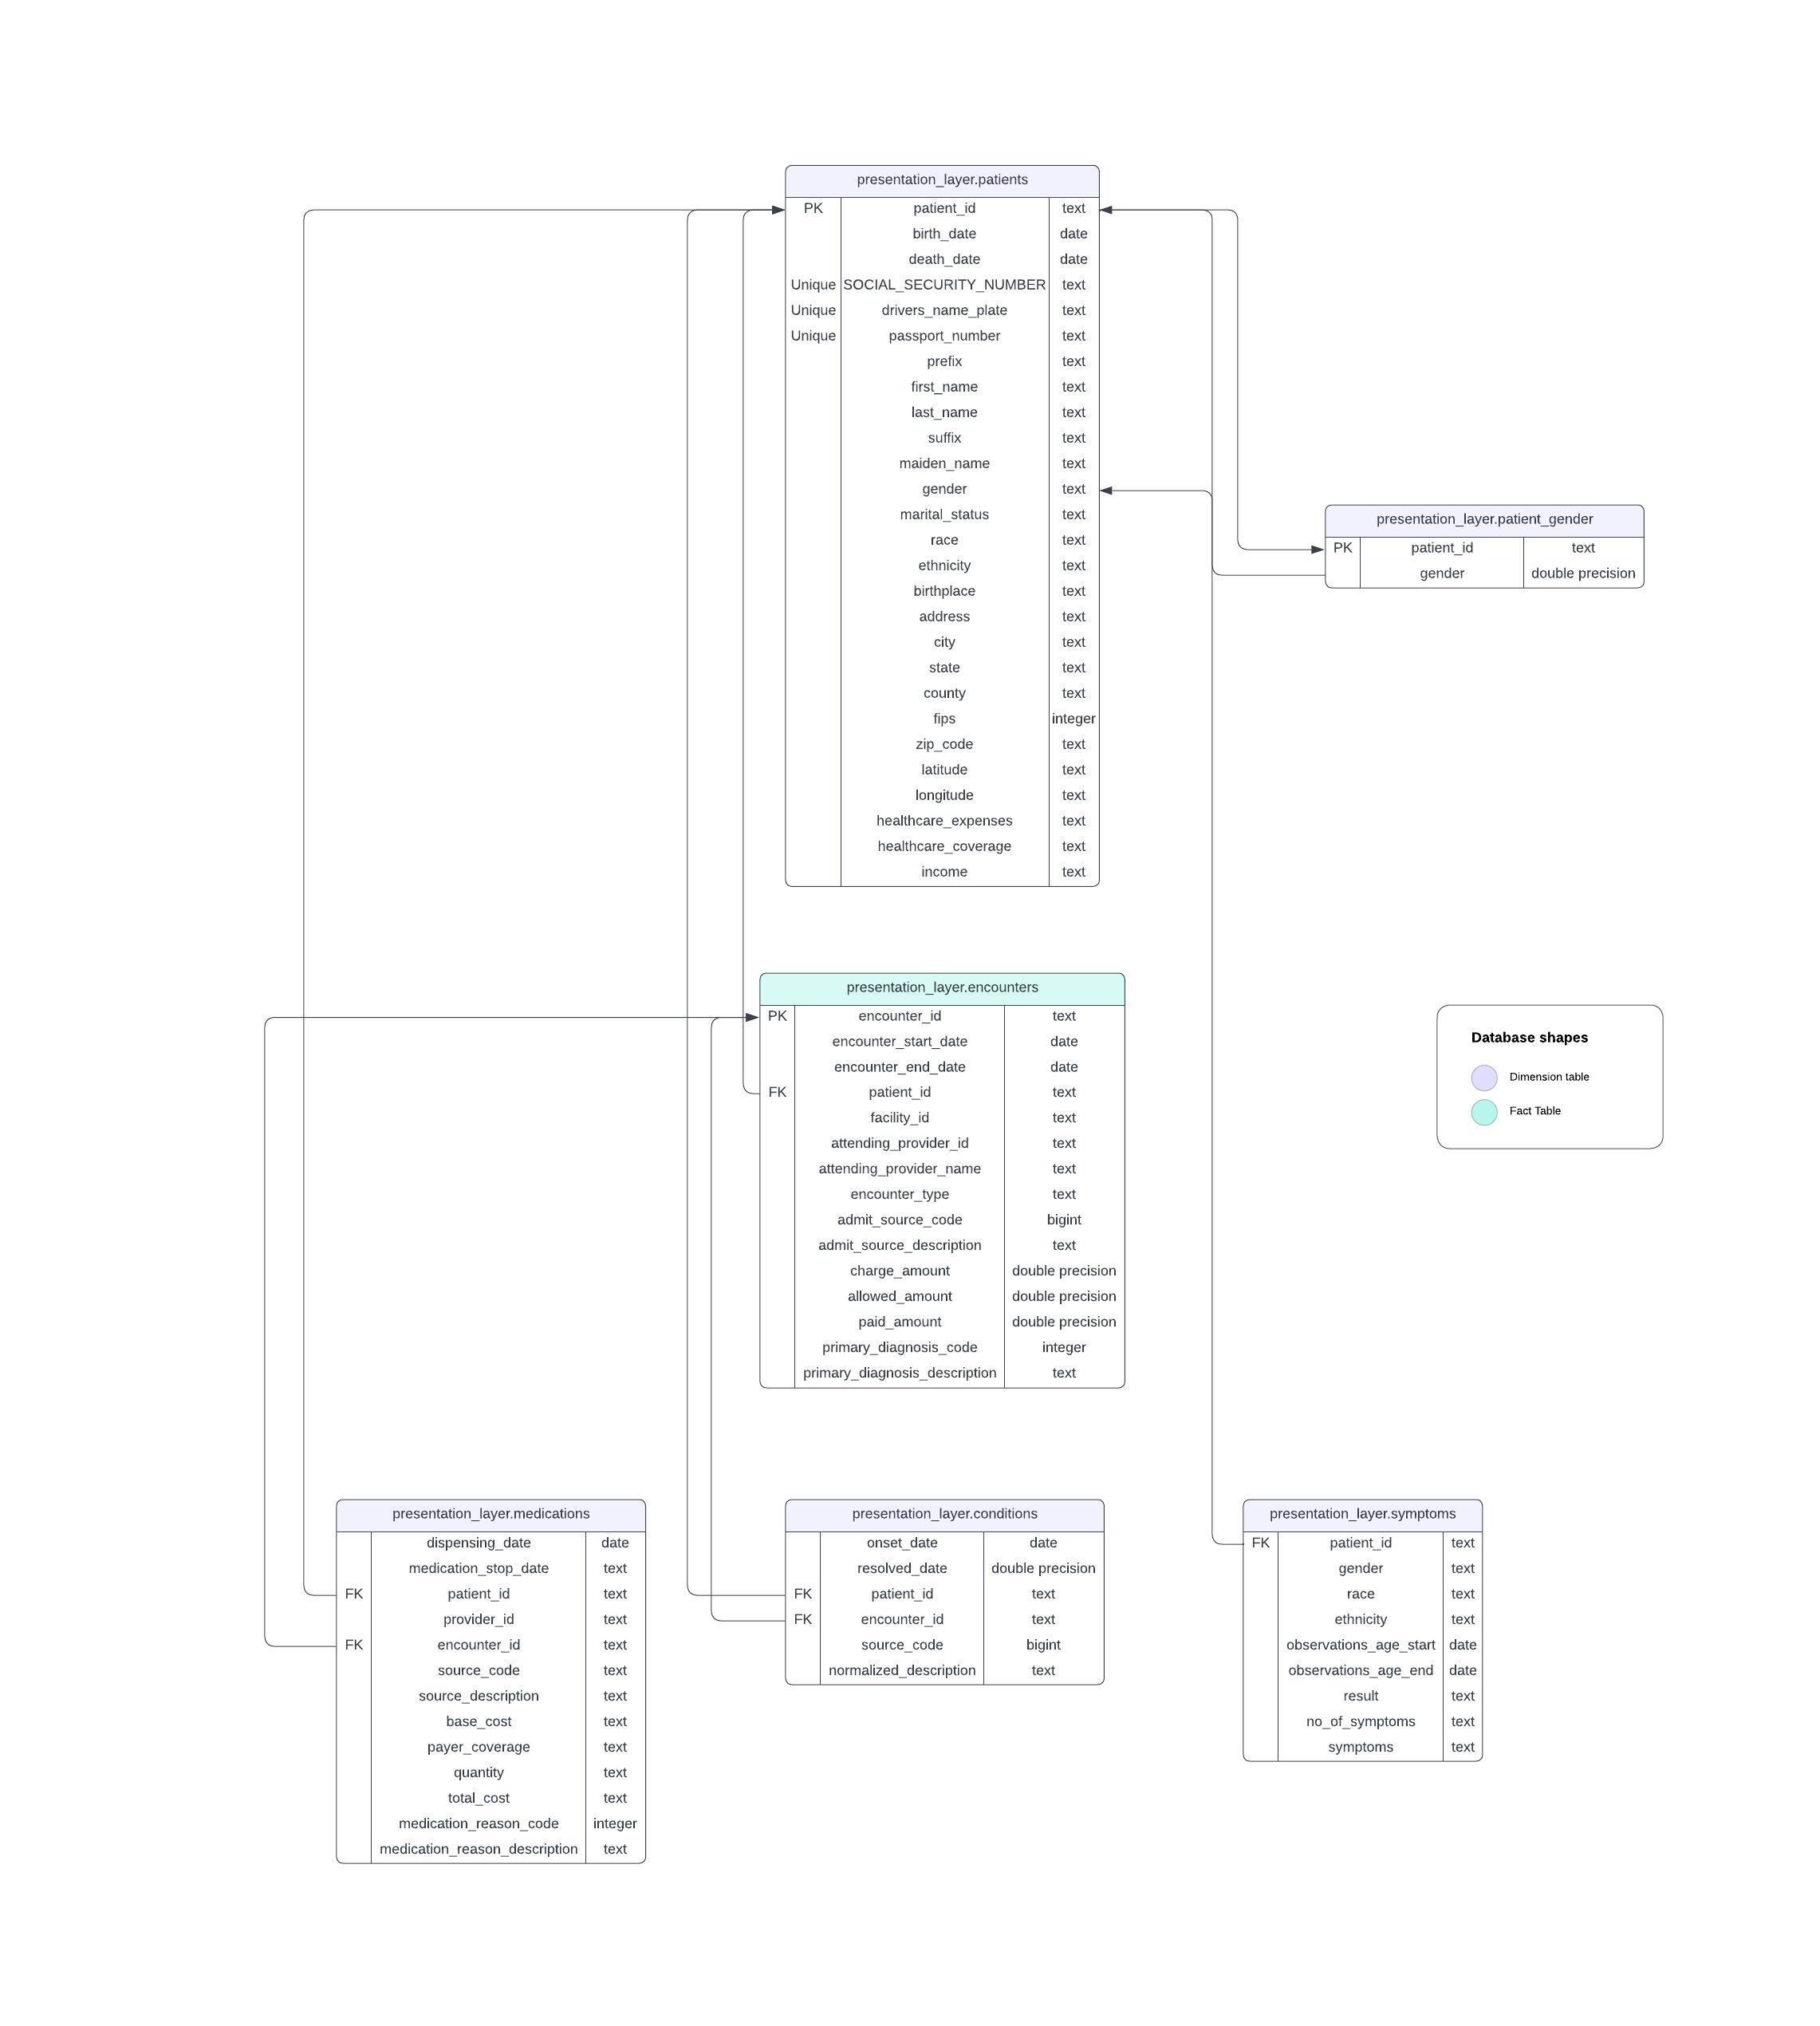 presentation_layer.patients
PK patient_id text
birth_date date
death_date date
Unique SOCIAL_SECURITY_NUMBER text
Unique drivers_name_plate text
Unique passport_number text
prefix text
first_name text
last_name text
suffix text
maiden_name text
gender text
marital_status text
race text
ethnicity text
birthplace text
address text
city text
state text
county text
fips integer
zip_code text
latitude text
longitude text
healthcare_expenses text
healthcare_coverage text
income text
presentation_layer.patient_gender
PK patient_id text
gender double precision
presentation_layer.encounters
PK encounter_id text
encounter_start_date date
encounter_end_date date
FK patient_id text
facility_id text
attending_provider_id text
attending_provider_name text
encounter_type text
admit_source_code bigint
admit_source_description text
charge_amount double precision
allowed_amount double precision
paid_amount double precision
primary_diagnosis_code integer
primary_diagnosis_description text
Database shapes
Dimension table
Fact Table
presentation_layer.medications
dispensing_date date
medication_stop_date text
FK patient_id text
provider_id text
FK encounter_id text
source_code text
source_description text
base_cost text
payer_coverage text
quantity text
total_cost text
medication_reason_code integer
medication_reason_description text
presentation_layer.conditions
onset_date date
resolved_date double precision
FK patient_id text
FK encounter_id text
source_code bigint
normalized_description text
presentation_layer.symptoms
FK patient_id text
gender text
race text
ethnicity text
observations_age_start date
observations_age_end date
result text
no_of_symptoms text
symptoms text